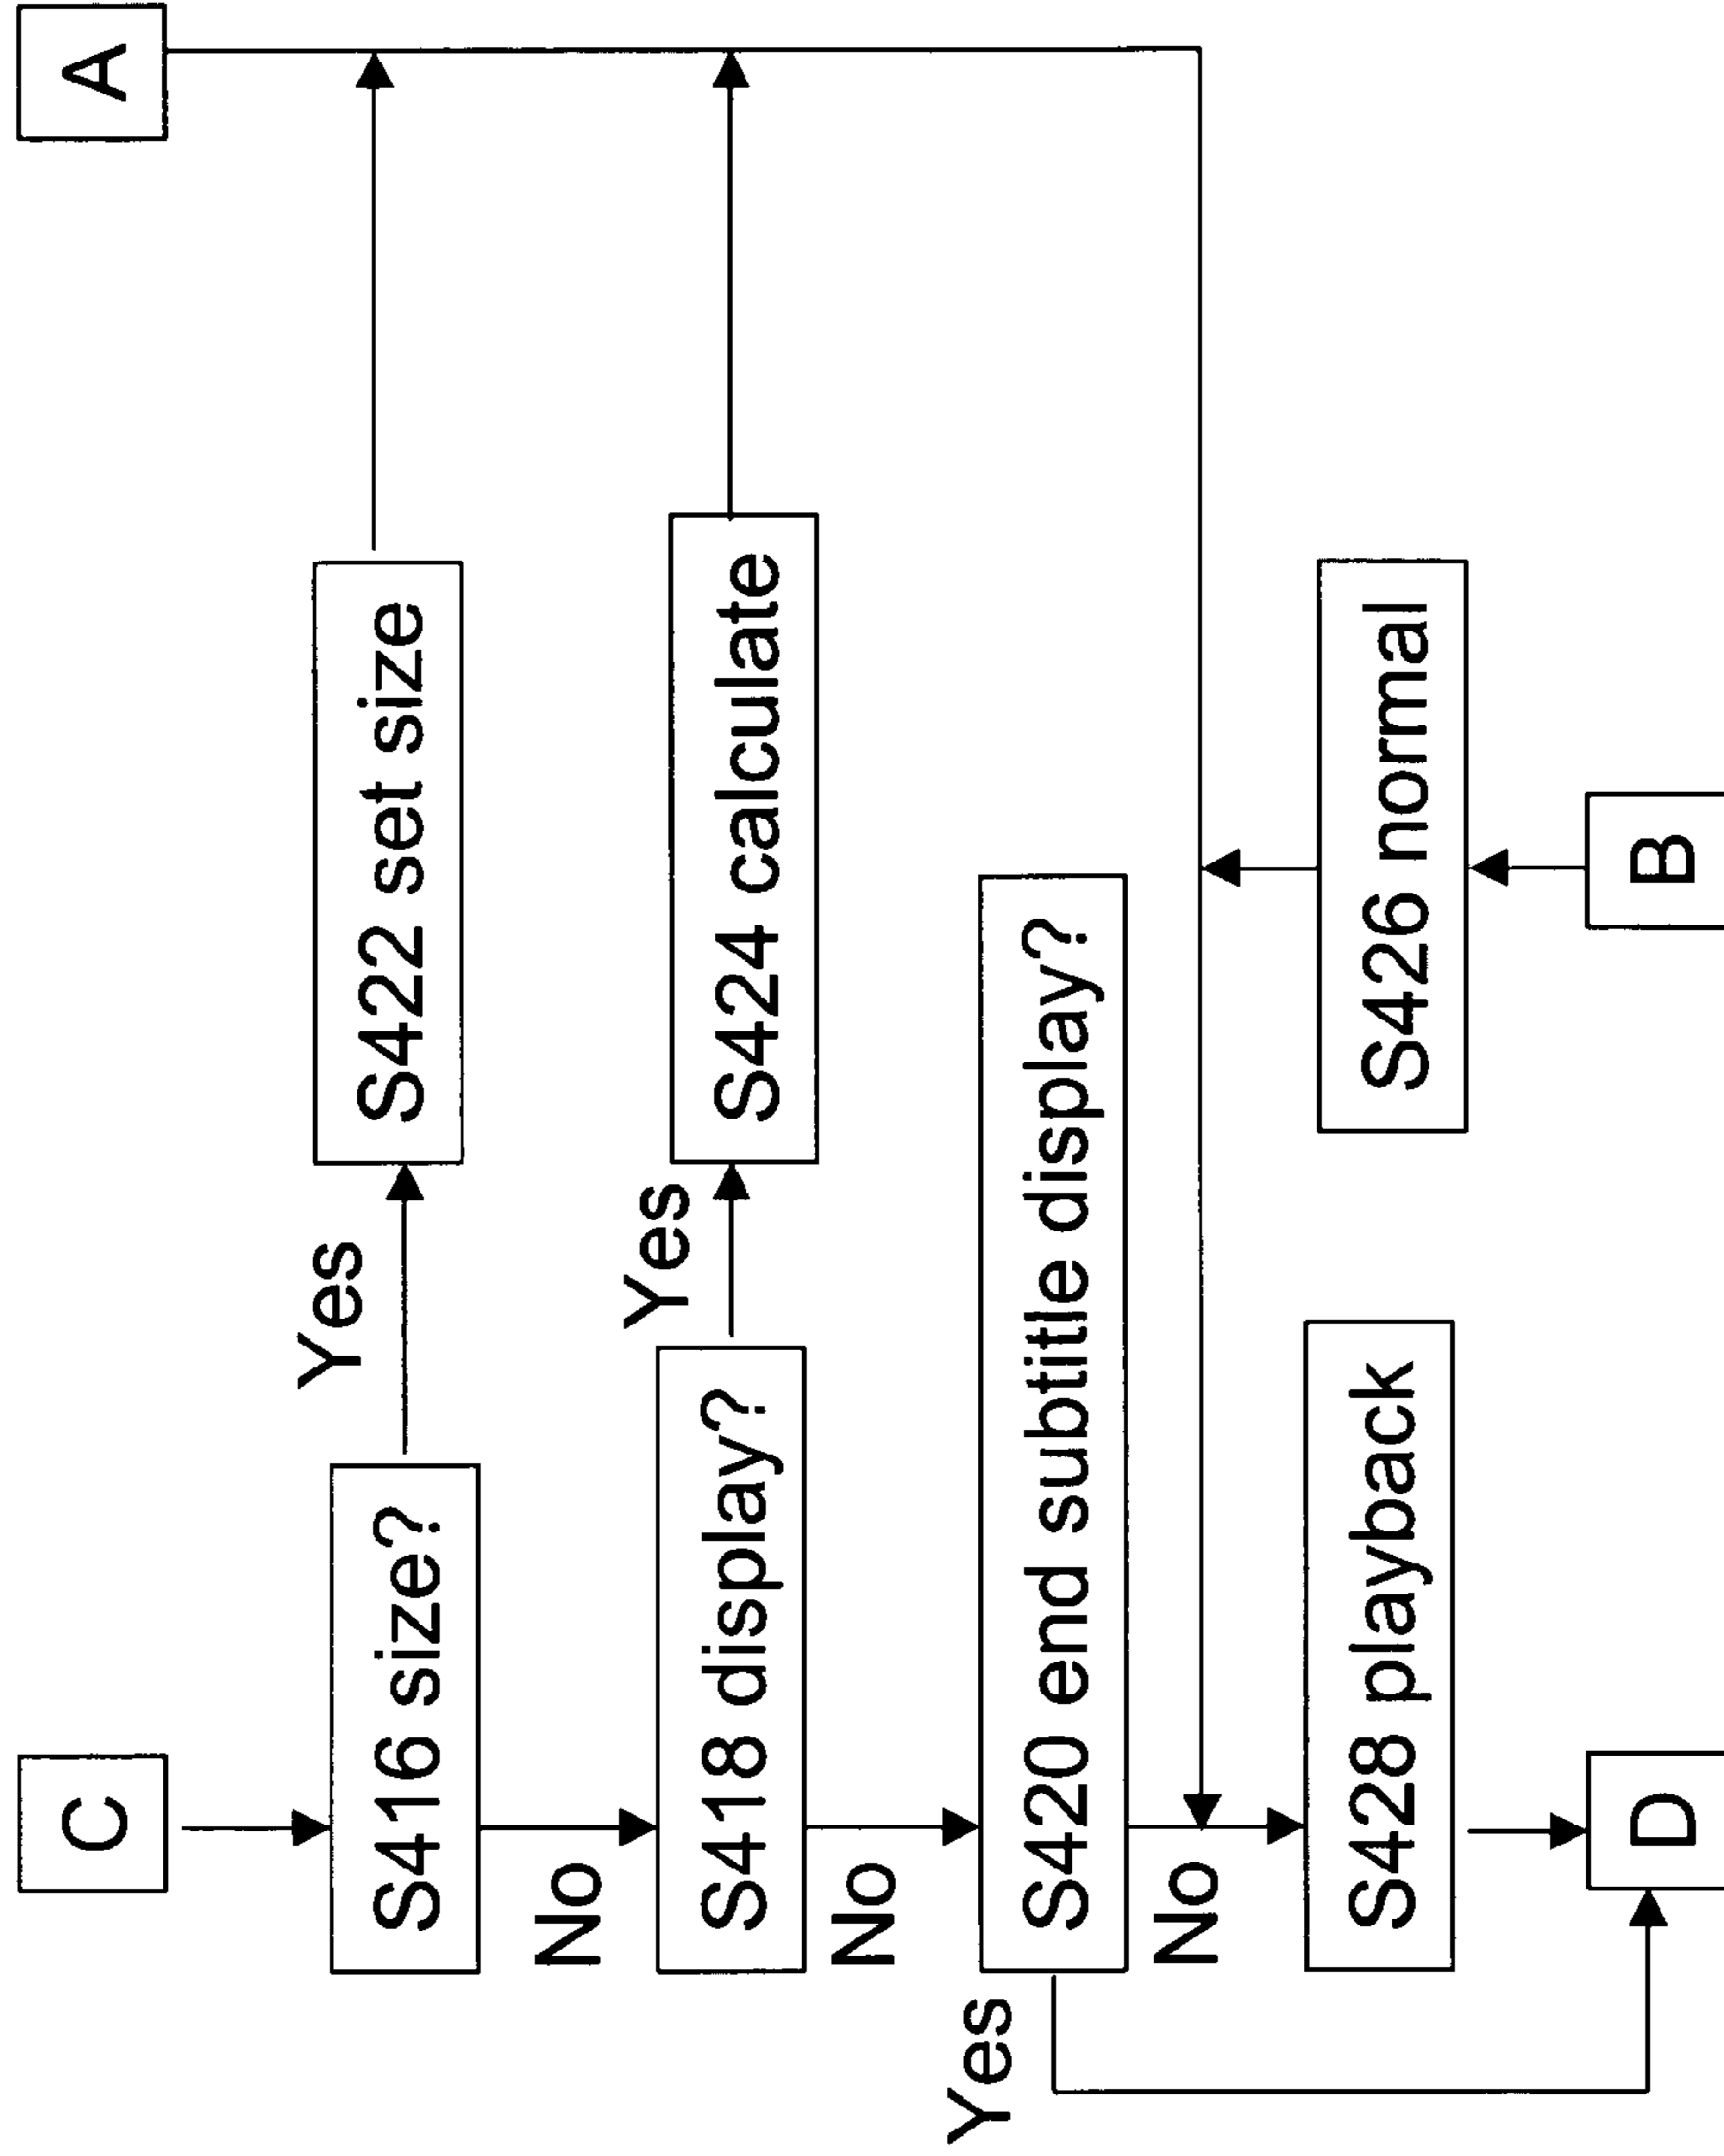 C
A
S416 size?
Yes
S422 set size
No
S418 display?
Yes
S424 calculate
No
S420 end subtitle display?
Yes
No
S428 playback
S426 normal
D
B